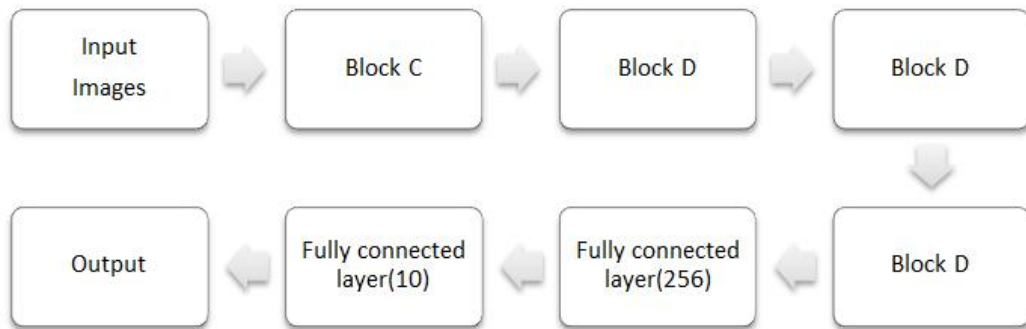 Input
Images
Block C
Block D
Block D
Block D
Fully connected
layer(256)
Fully connected
layer(10)
Output